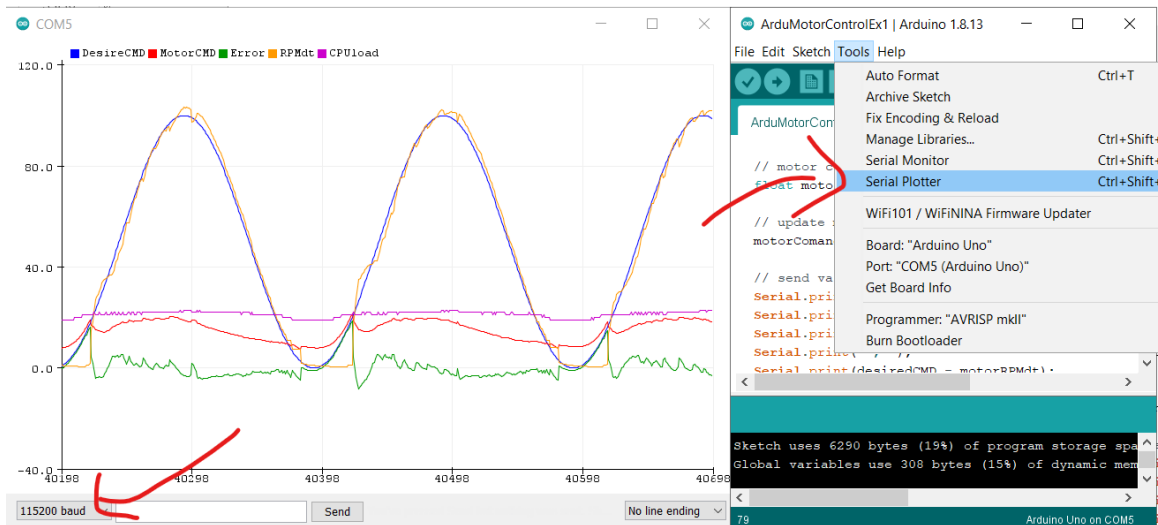 COM5
DesireCMD MotorCMD Error RPMdt CPUload
120.0
80.0
40.0
0.0
-40.0
40198 40298 40398 40498 40598 40698
115200 baud Send No line ending
ArduMotorControlEx1 | Arduino 1.8.13
File Edit Sketch Tools Help
Auto Format Ctrl+T
Archive Sketch
Fix Encoding & Reload
Manage Libraries... Ctrl+Shift+
Serial Monitor Ctrl+Shift+
Serial Plotter Ctrl+Shift+
WiFi101 / WiFiNINA Firmware Updater
Board: "Arduino Uno"
Port: "COM5 (Arduino Uno)"
Get Board Info
Programmer: "AVRISP mkII"
Burn Bootloader
ArduMotorCont
// motor c
float moto
// update
motorComan
// send va
Serial.pri
Serial.pri
Serial.pri
Serial.print
Serial.print(desiredCMD - motorRPMdt);
Sketch uses 6290 bytes (19%) of program storage spa
Global variables use 308 bytes (15%) of dynamic mem
79 Arduino Uno on COM5